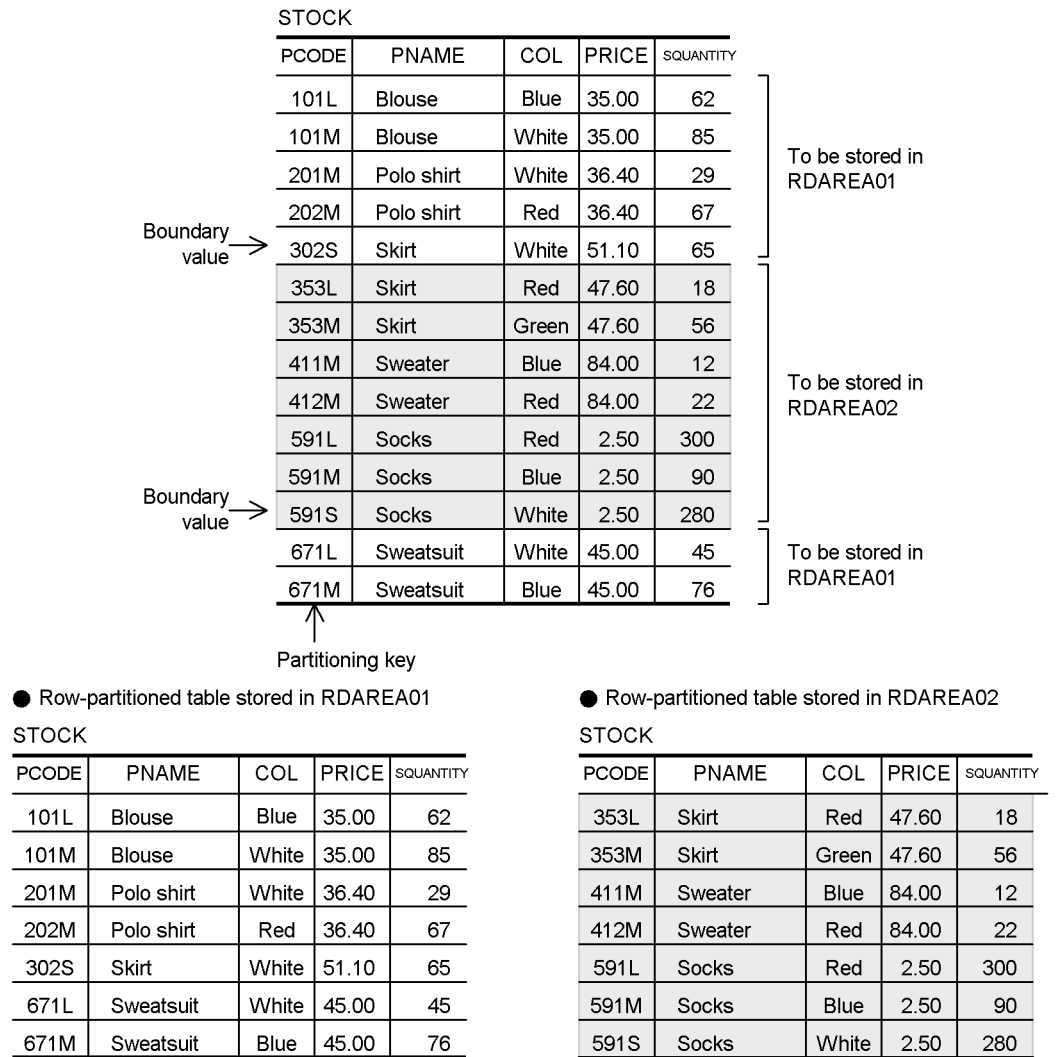 STOCK
PCODE PNAME COL PRICE SQUANTITY
101L Blouse Blue 35.00 62
101M Blouse White 35.00 85
201M Polo shirt White 36.40 29
202M Polo shirt Red 36.40 67
302S Skirt White 51.10 65
353L Skirt Red 47.60 18
353M Skirt Green 47.60 56
411M Sweater Blue 84.00 12
412M Sweater Red 84.00 22
591L Socks Red 2.50 300
591M Socks Blue 2.50 90
591S Socks White 2.50 280
671L Sweatsuit White 45.00 45
671M Sweatsuit Blue 45.00 76
To be stored in
RDAREA01
Boundary
value
To be stored in
RDAREA02
Boundary
value
To be stored in
RDAREA01
Partitioning key
● Row-partitioned table stored in RDAREA01
STOCK
PCODE PNAME COL PRICE SQUANTITY
101L Blouse Blue 35.00 62
101M Blouse White 35.00 85
201M Polo shirt White 36.40 29
202M Polo shirt Red 36.40 67
302S Skirt White 51.10 65
671L Sweatsuit White 45.00 45
671M Sweatsuit Blue 45.00 76
● Row-partitioned table stored in RDAREA02
STOCK
PCODE PNAME COL PRICE SQUANTITY
353L Skirt Red 47.60 18
353M Skirt Green 47.60 56
411M Sweater Blue 84.00 12
412M Sweater Red 84.00 22
591L Socks Red 2.50 300
591M Socks Blue 2.50 90
591S Socks White 2.50 280